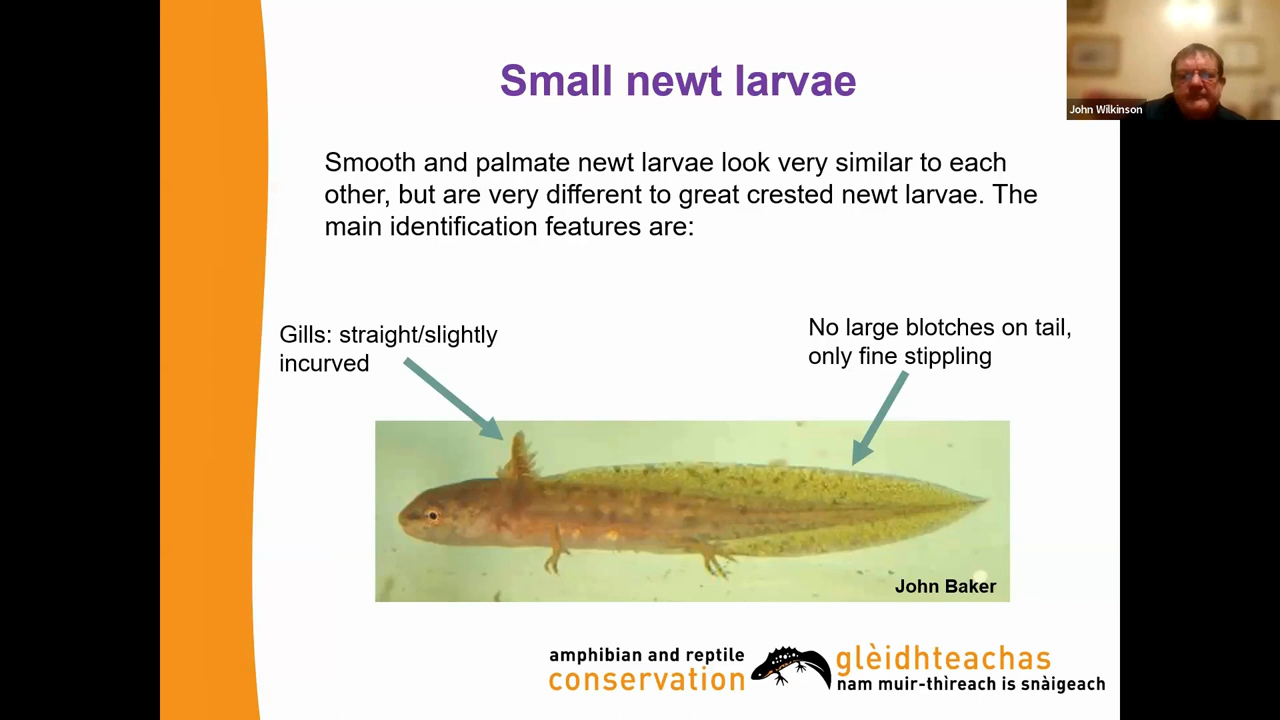 Small newt larvae
John Wilkinson
Smooth and palmate newt larvae look very similar to each
other, but are very different to great crested newt larvae. The
main identification features are:
Gills: straight/slightly
incurved
No large blotches on tail,
only fine stippling
John Baker
amphibian and reptile
conservation
glèidhteachas
nam muir-thìreach is snàigeach